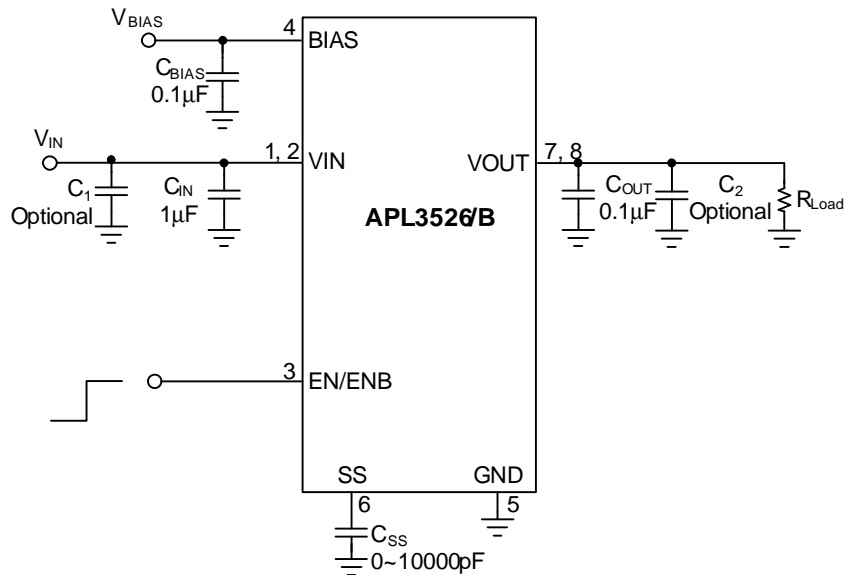 VBIAS
4
BIAS
CBIAS
0.1µF
VIN
1, 2
VIN
7, 8
VOUT
C1
Optional
CIN
1µF
COUT
0.1µF
C2
Optional
RLoad
APL3526/B
3
EN/ENB
SS
GND
6
5
CSS
0~10000pF